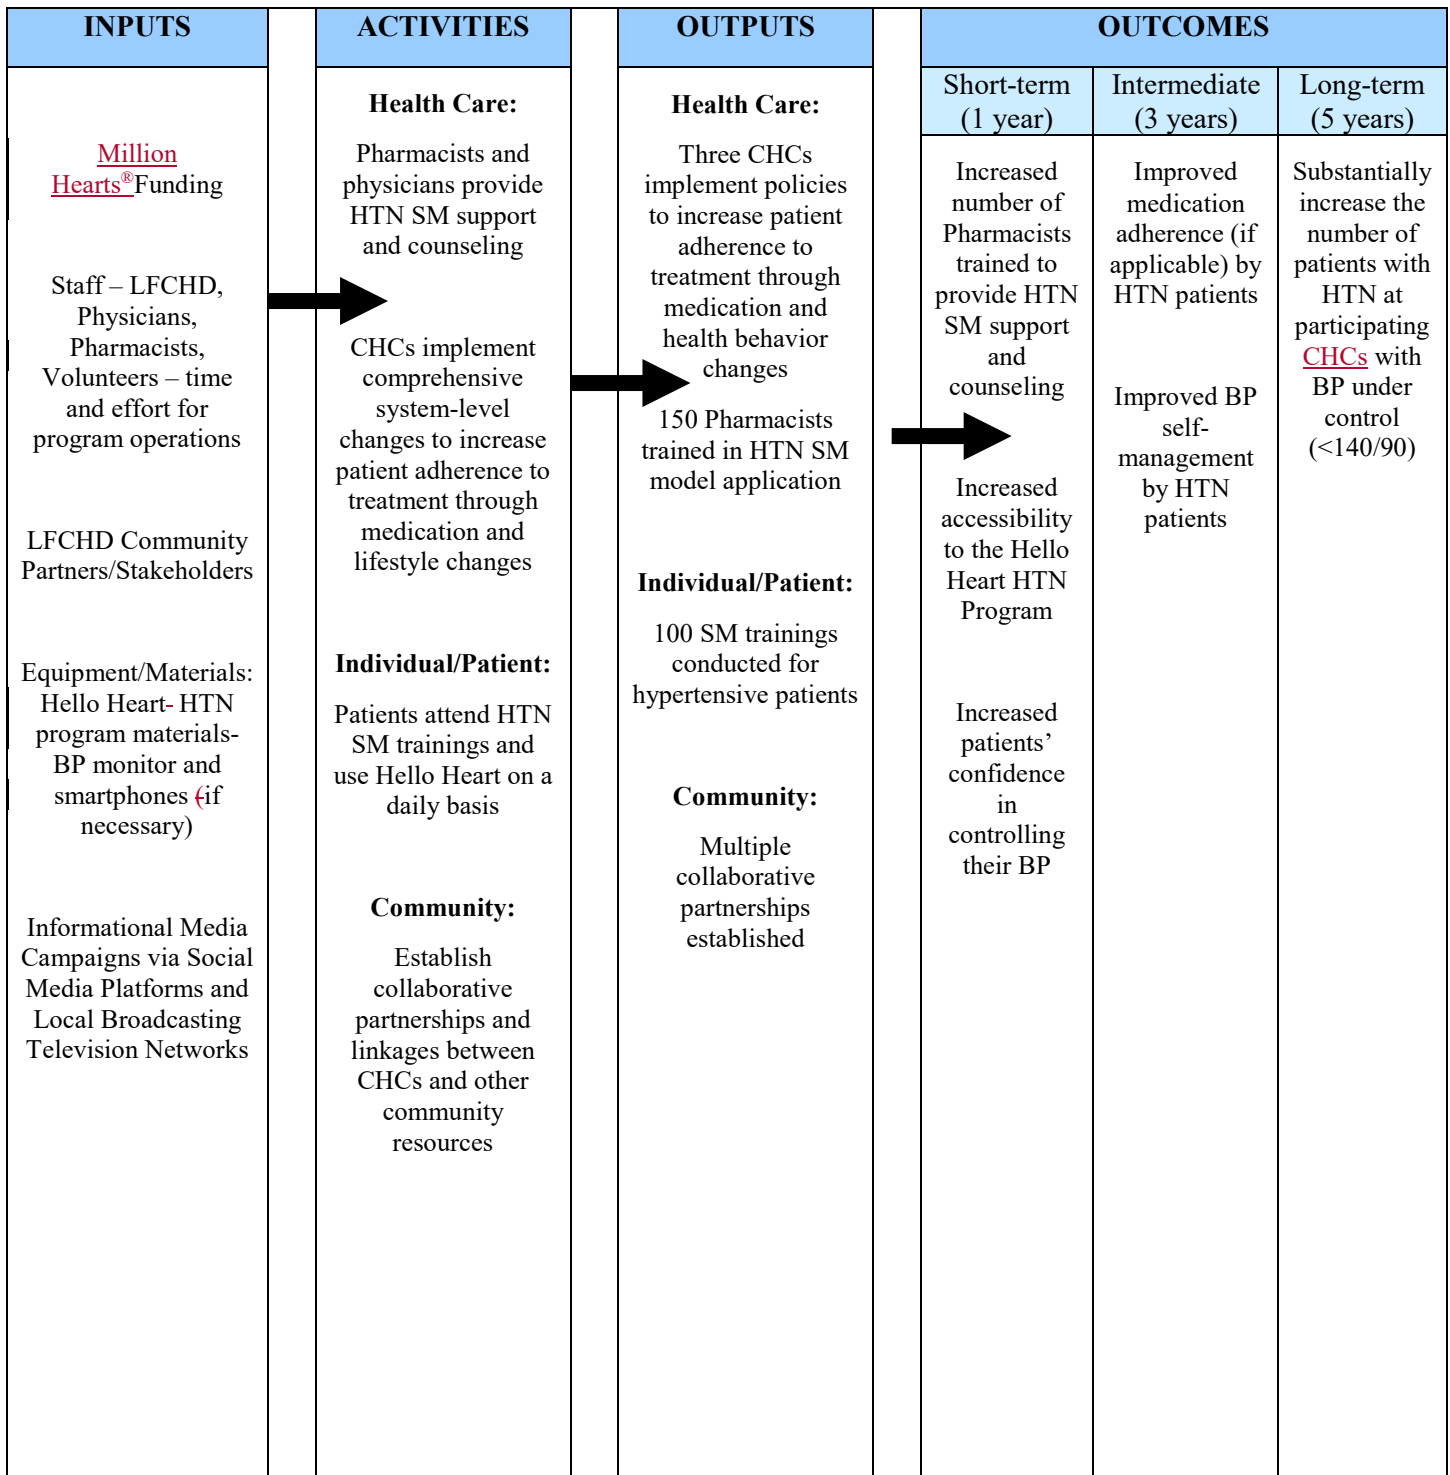 INPUTS
Million
Hearts®Funding
Staff – LFCHD,
Physicians,
Pharmacists,
Volunteers – time
and effort for
program operations
LFCHD Community
Partners/Stakeholders
Equipment/Materials:
Hello Heart- HTN
program materials-
BP monitor and
smartphones (if
necessary)
Informational Media
Campaigns via Social
Media Platforms and
Local Broadcasting
Television Networks
ACTIVITIES
Health Care:
Pharmacists and
physicians provide
HTN SM support
and counseling
CHCs implement
comprehensive
system-level
changes to increase
patient adherence to
treatment through
medication and
lifestyle changes
Individual/Patient:
Patients attend HTN
SM trainings and
use Hello Heart on a
daily basis
Community:
Establish
collaborative
partnerships and
linkages between
CHCs and other
community
resources
OUTPUTS
Health Care:
Three CHCs
implement policies
to increase patient
adherence to
treatment through
medication and
health behavior
changes
150 Pharmacists
trained in HTN SM
model application
Individual/Patient:
100 SM trainings
conducted for
hypertensive patients
Community:
Multiple
collaborative
partnerships
established
OUTCOMES
Short-term
(1 year)
Increased
number of
Pharmacists
trained to
provide HTN
SM support
and
counseling
Increased
accessibility
to the Hello
Heart HTN
Program
Increased
patients’
confidence
in
controlling
their BP
Intermediate
(3 years)
Improved
medication
adherence (if
applicable) by
HTN patients
Improved BP
self-
management
by HTN
patients
Long-term
(5 years)
Substantially
increase the
number of
patients with
HTN at
participating
CHCs with
BP under
control
(<140/90)